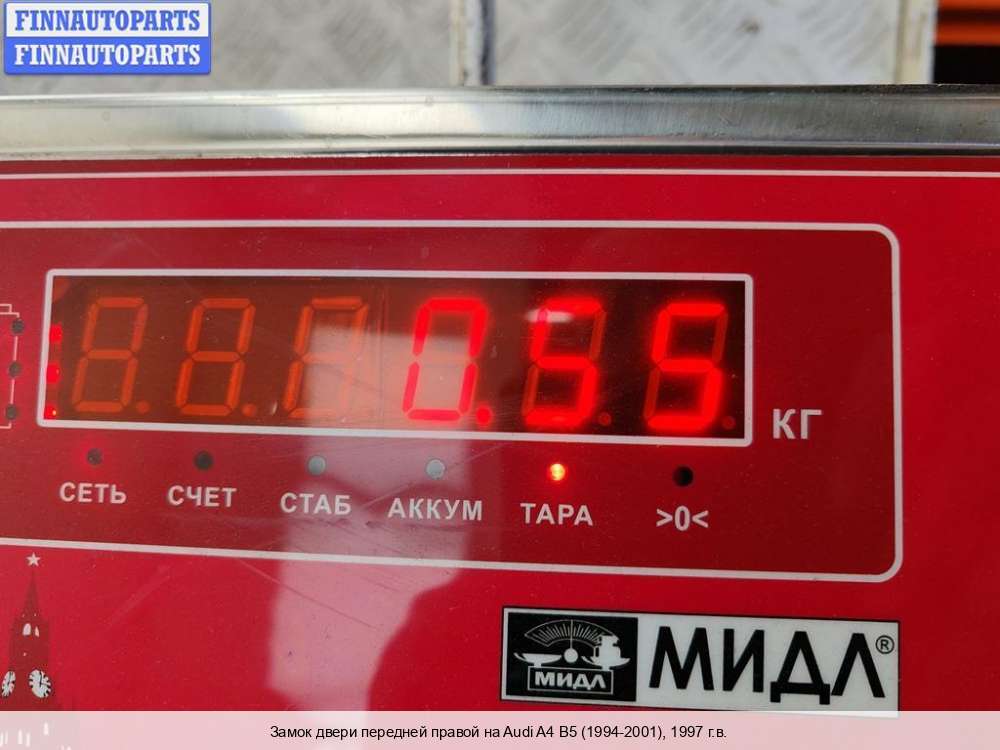 FINNAUTOPARTS
FINNAUTOPARTS
0.55
КГ
СЕТЬ СЧЕТ СТАБ АККУМ ТАРА >0<
МИДЛ МИДЛ®
Замок двери передней правой на Audi A4 B5 (1994-2001), 1997 г.в.